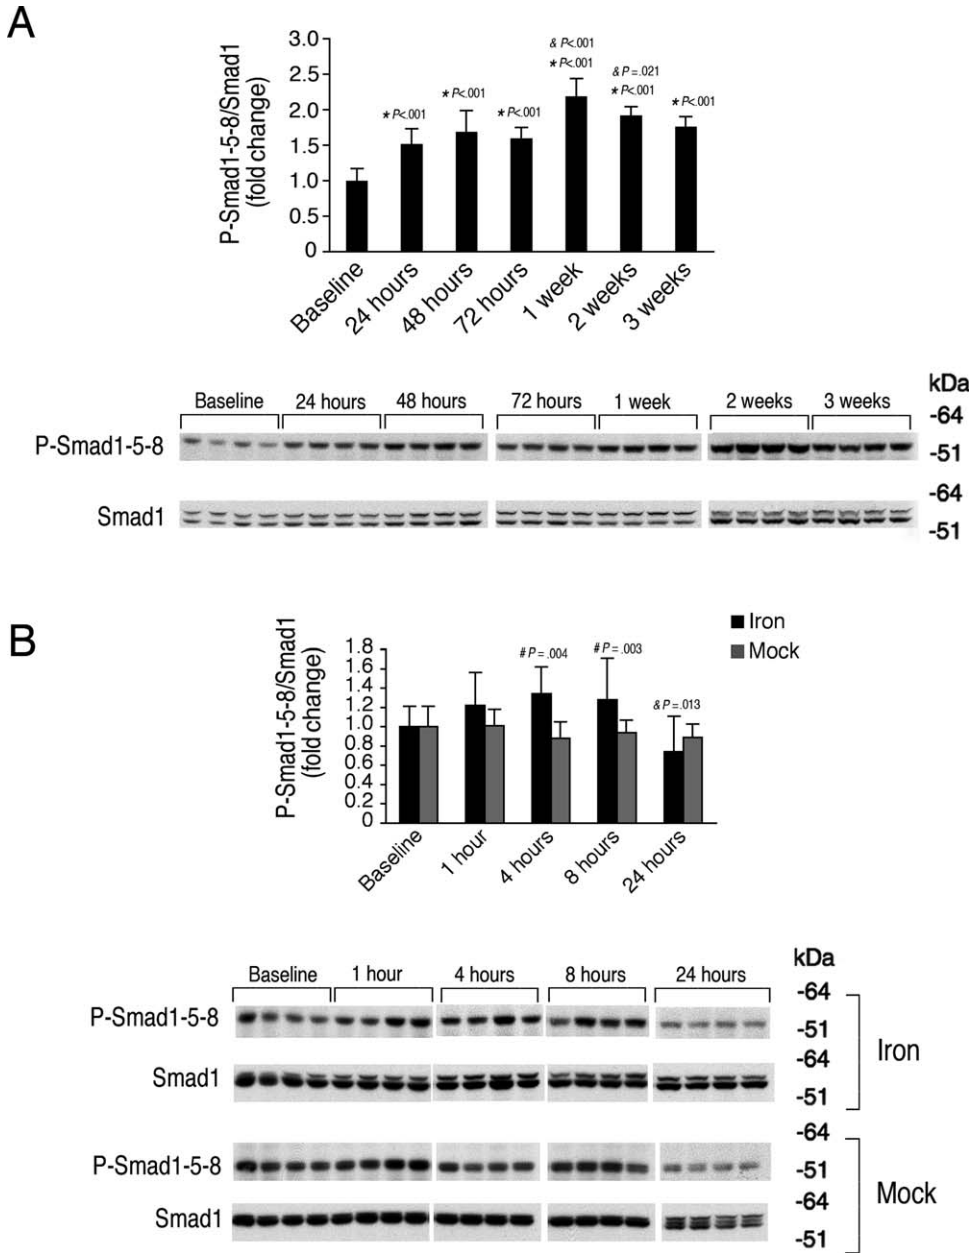 A
P-Smad1-5-8/Smad1
(fold change)
3.0
2.5
2.0
1.5
1.0
0.5
0
* P<.001
* P<.001
* P<.001
& P<.001
* P<.001
& P = .021
* P<.001
* P<.001
Baseline
24 hours
48 hours
72 hours
1 week
2 weeks
3 weeks
kDa
Baseline 24 hours 48 hours 72 hours 1 week 2 weeks 3 weeks
-64
P-Smad1-5-8
-51
-64
Smad1
-51
B
P-Smad1-5-8/Smad1
(fold change)
1.8
1.6
1.4
1.2
1.0
0.8
0.6
0.4
0.2
0
# P = .004
# P = .003
& P = .013
Iron
Mock
Baseline
1 hour
4 hours
8 hours
24 hours
kDa
Baseline 1 hour 4 hours 8 hours 24 hours
-64
P-Smad1-5-8
-51
Iron
-64
Smad1
-51
-64
P-Smad1-5-8
-51
Mock
-64
Smad1
-51